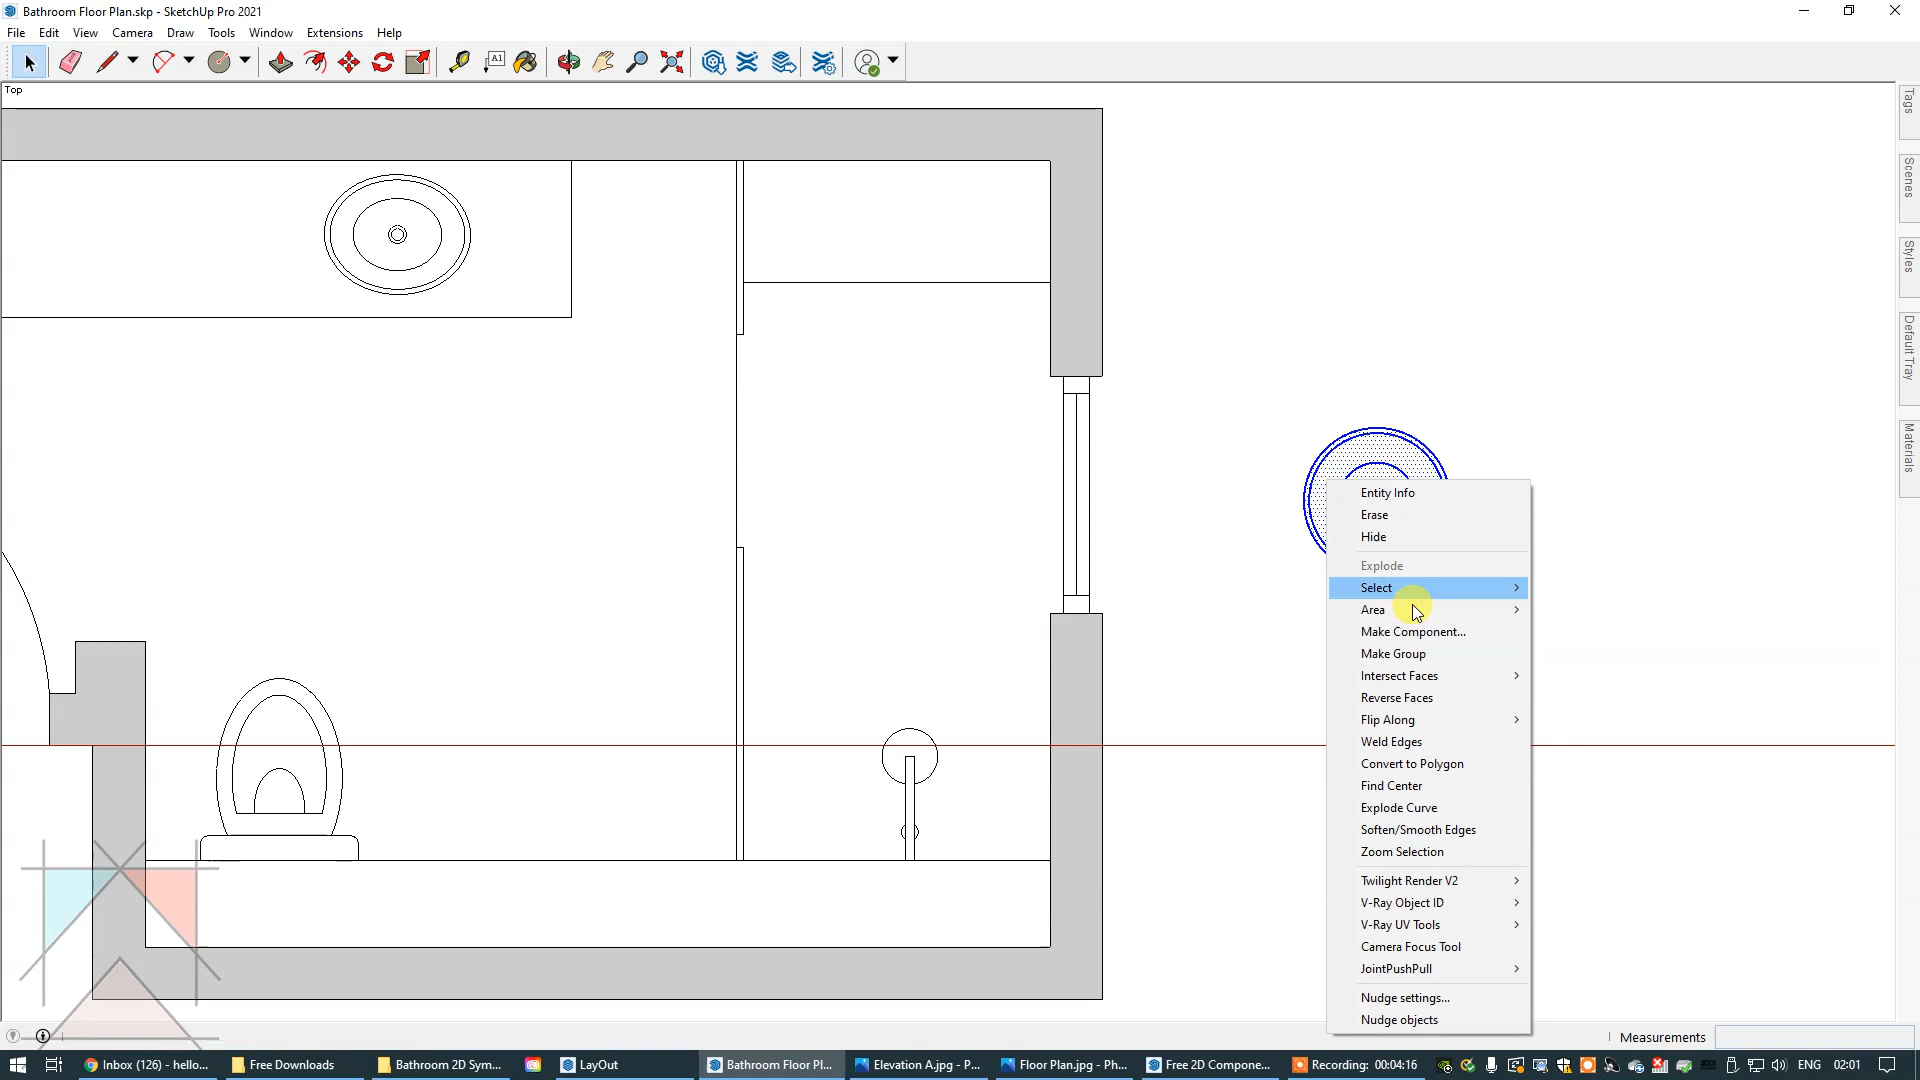 Bathroom Floor Plan.skp - SketchUp Pro 2021
File Edit View Camera Draw Tools Window Extensions Help
A1
Top
Tags
Scenes
Styles
Default Tray
Materials
Entity Info
Erase
Hide
Explode
Select
Area
Make Component...
Make Group
Intersect Faces
Reverse Faces
Flip Along
Weld Edges
Convert to Polygon
Find Center
Explode Curve
Soften/Smooth Edges
Zoom Selection
Twilight Render V2
V-Ray Object ID
V-Ray UV Tools
Camera Focus Tool
JointPushPull
Nudge settings...
Nudge objects
Measurements
Inbox (126) - hello... Free Downloads Bathroom 2D Sym... LayOut Bathroom Floor Pl... Elevation A.jpg - P... Floor Plan.jpg - Ph... Free 2D Compone... Recording: 00:04:16 ENG 02:01